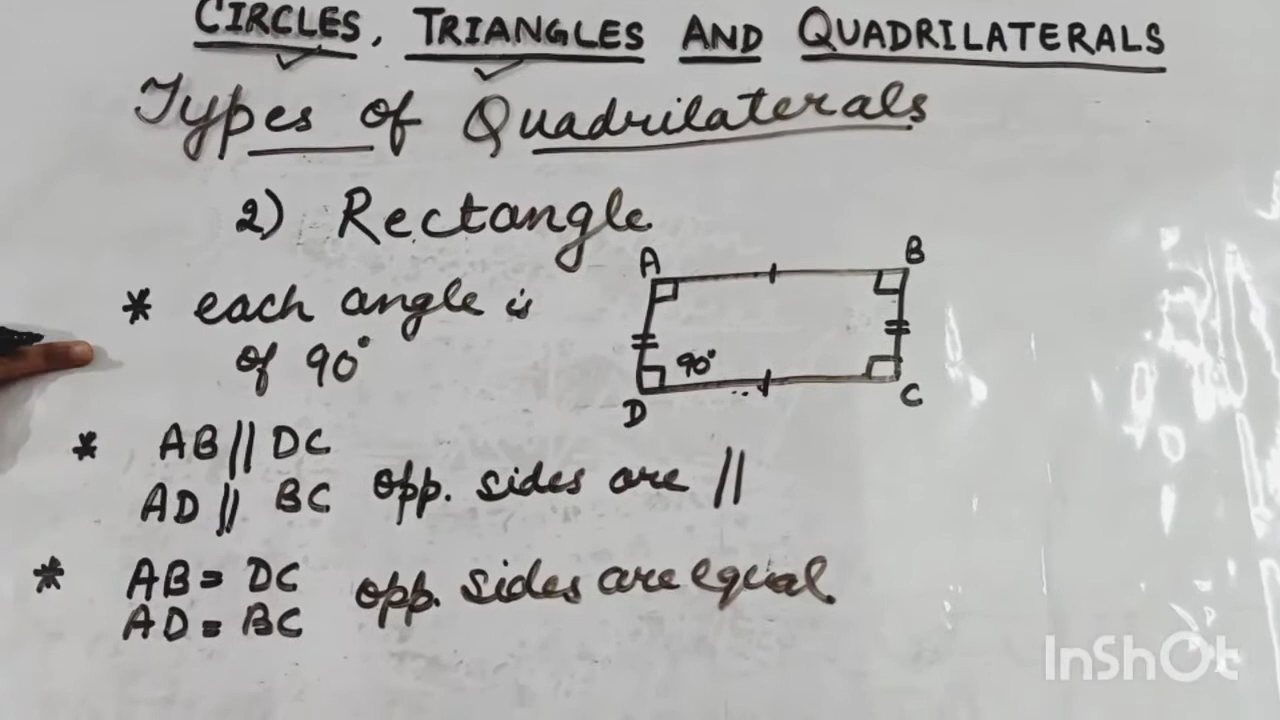 CIRCLES, TRIANGLES AND QUADRILATERALS
Types of Quadrilaterals
2) Rectangle
A B
* each angle is
of 90°
90°
D C
* AB || DC
AD || BC opp. sides are ||
* AB = DC
AD = BC opp. sides are equal
InShOt